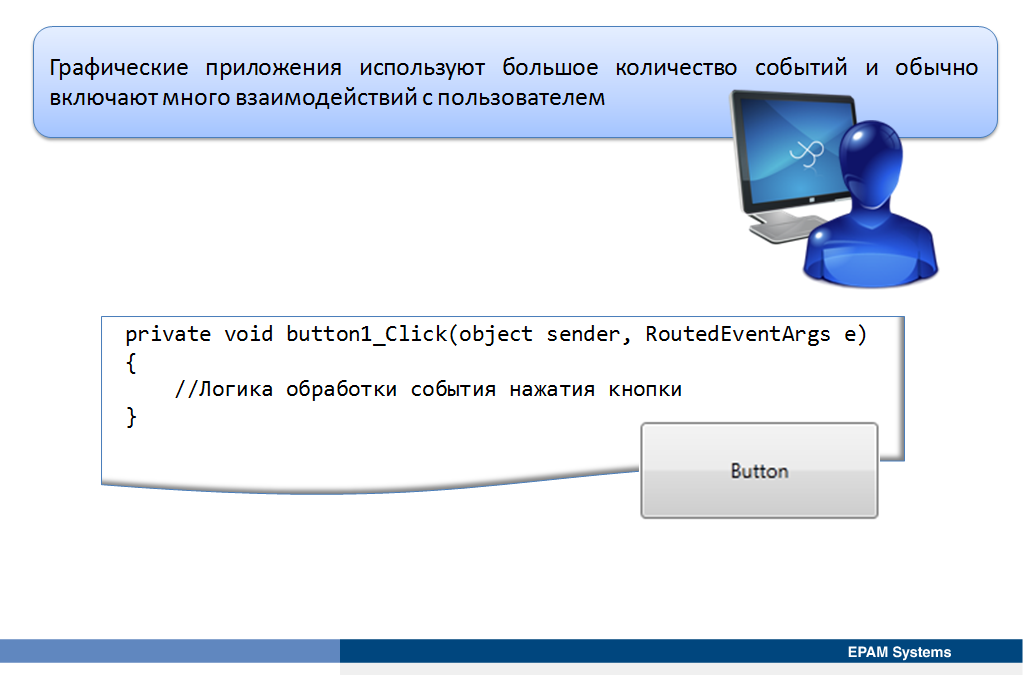 Графические приложения используют большое количество событий и обычно
включают много взаимодействий с пользователем
private void button1_Click(object sender, RoutedEventArgs e)
{
//Логика обработки события нажатия кнопки
}
Button
EPAM Systems